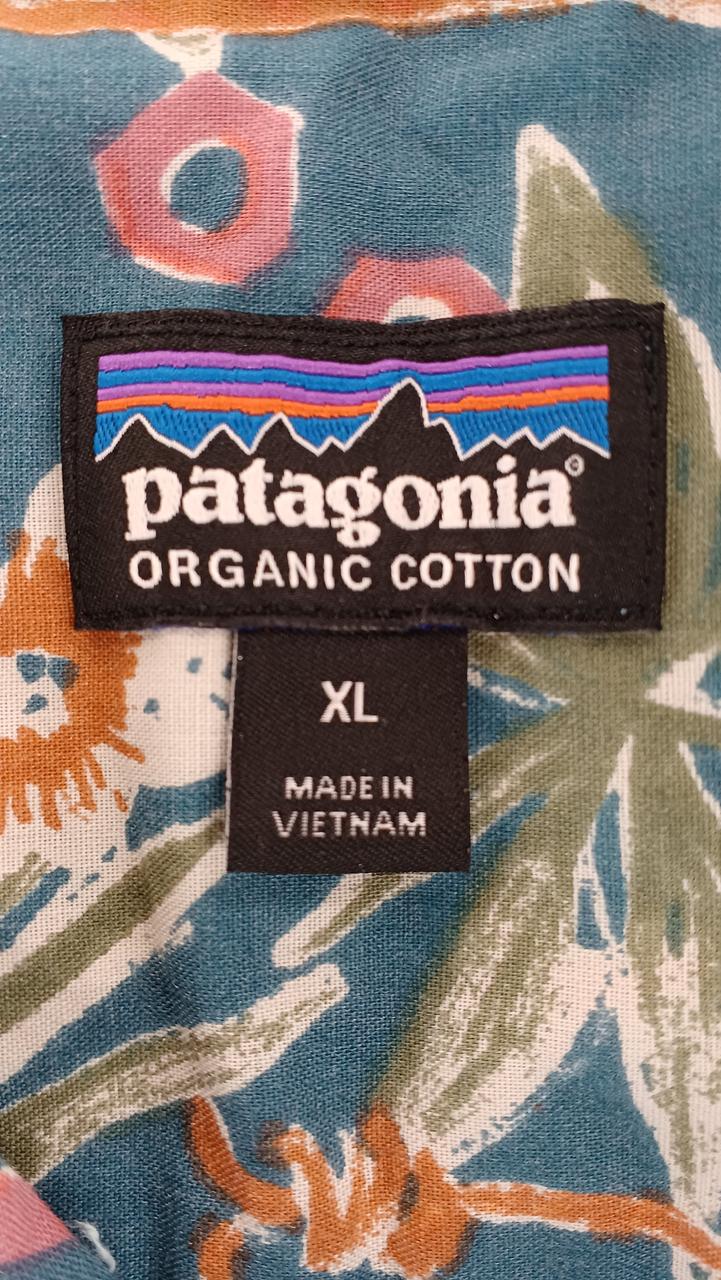 patagonia®
ORGANIC COTTON
XL
MADE IN
VIETNAM